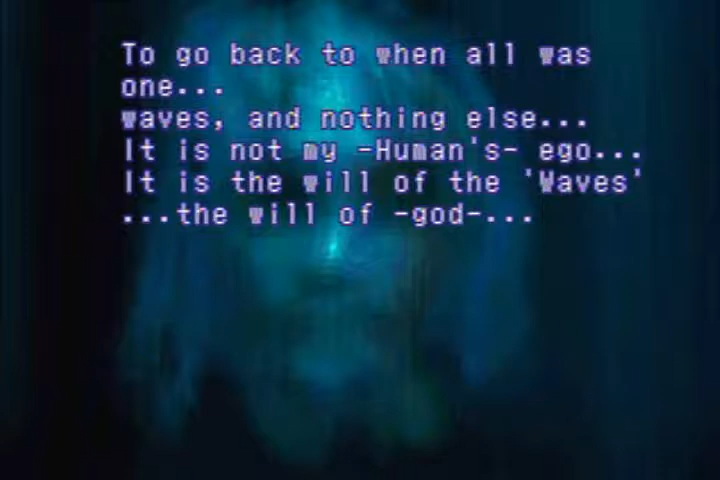 To go back to when all was
one...
waves, and nothing else...
It is not my -Human's- ego...
It is the will of the 'Waves'
...the will of -god-...